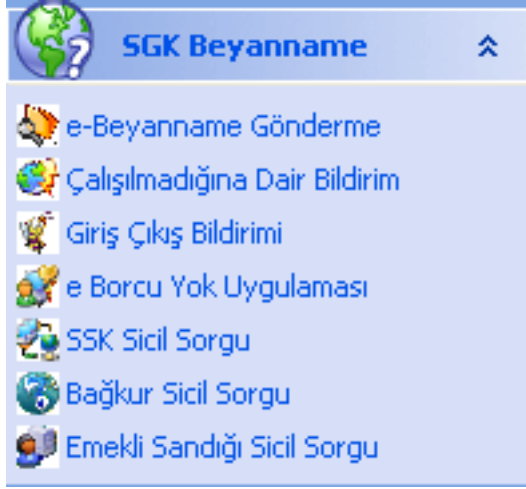 SGK Beyanname
e-Beyanname Gönderme
Çalışılmadığına Dair Bildirim
Giriş Çıkış Bildirimi
e Borcu Yok Uygulaması
SSK Sicil Sorgu
Bağkur Sicil Sorgu
Emekli Sandığı Sicil Sorgu